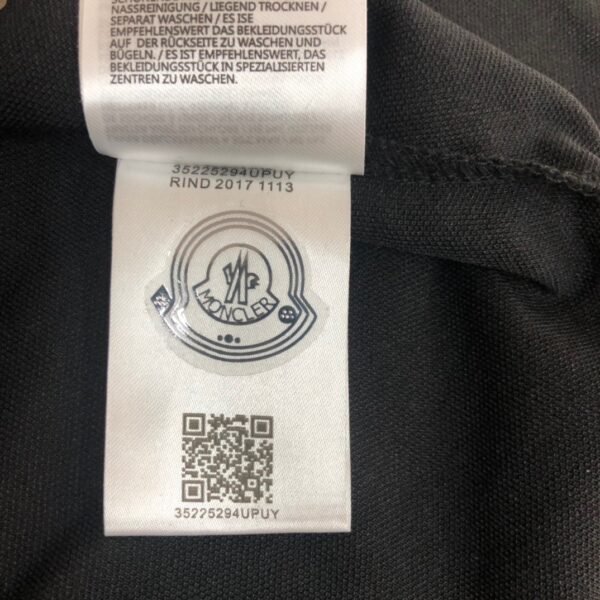 NASSREINIGUNG / LIEGEND TROCKNEN /
SEPARAT WASCHEN / ES ISE
EMPFEHLENSWERT DAS BEKLEIDUNGSSTÜCK
AUF DER RÜCKSEITE ZU WASCHEN UND
BÜGELN. / ES IST EMPFEHLENSWERT, DAS
BEKLEIDUNGSSTÜCK IN SPEZIALISIERTEN
ZENTREN ZU WASCHEN.
35225294UPUY
RIND 2017 1113
MONCLER
35225294UPUY